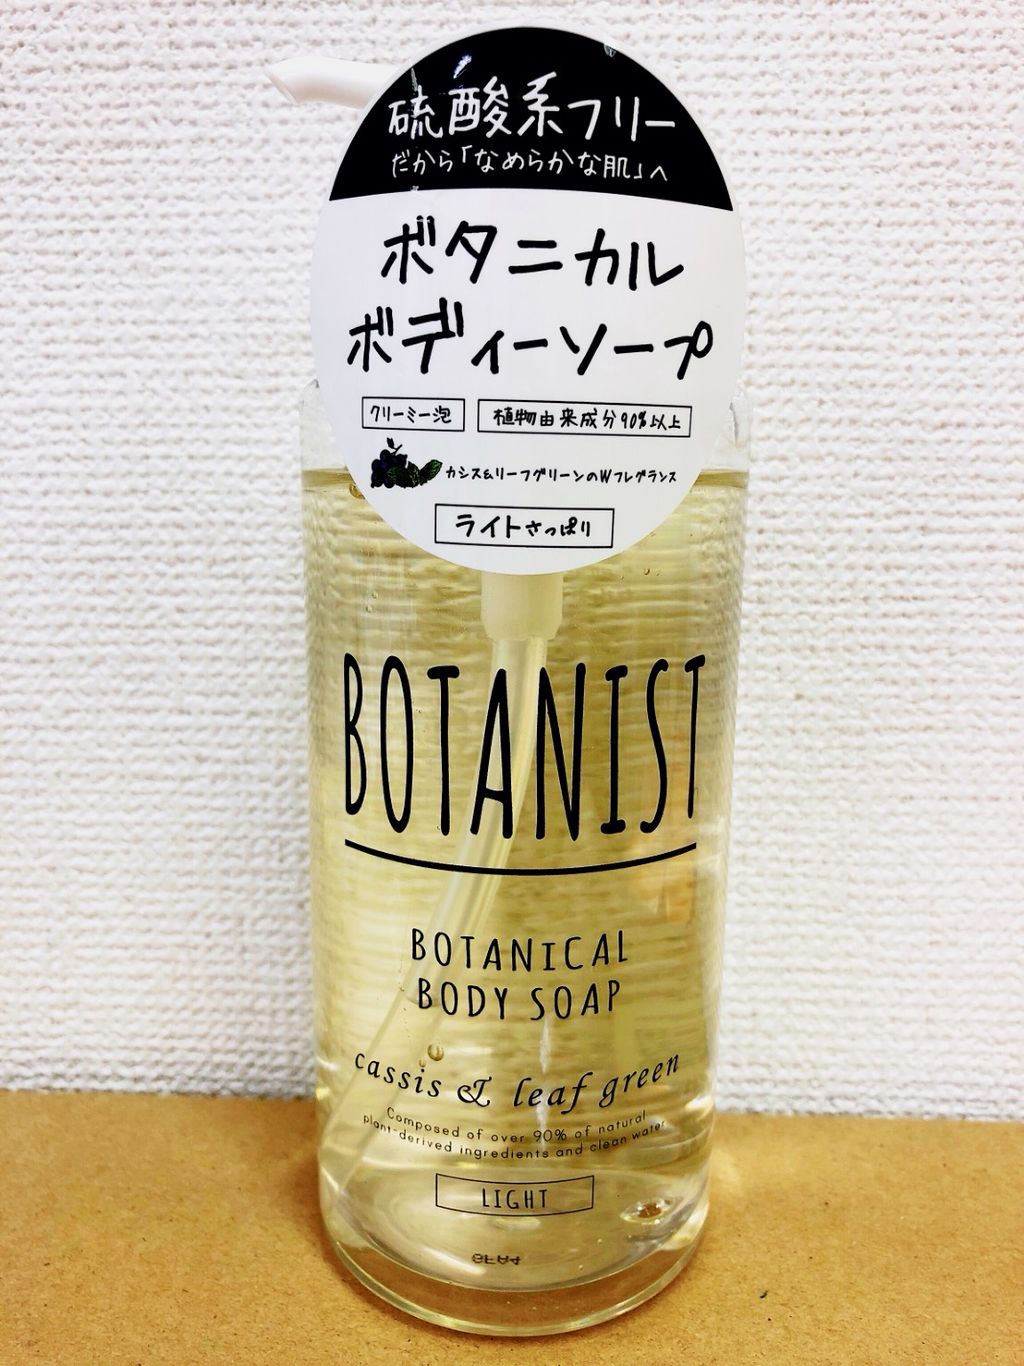 硫酸系フリー
だから「なめらかな肌」へ
ボタニカル
ボディーソープ
クリーミー泡 植物由来成分90%以上
カシス&リーフグリーンのWフレグランス
ライトさっぱり
BOTANIST
BOTANICAL
BODY SOAP
cassis & leaf green
Composed of over 90% of natural
plant-derived ingredients and clean water.
LIGHT